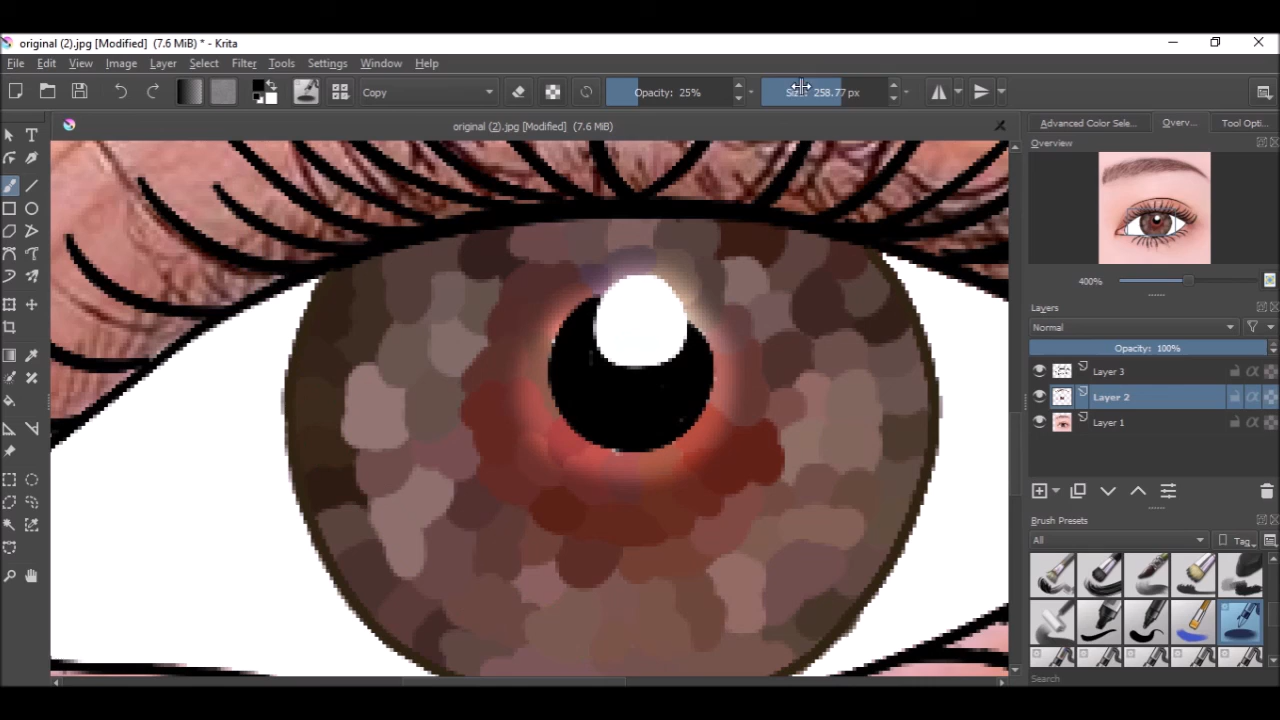 original (2).jpg [Modified] (7.6 MiB) * - Krita
File Edit View Image Layer Select Filter Tools Settings Window Help
Copy Opacity: 25% 258.77 px
original (2).jpg [Modified] (7.6 MiB)
Advanced Color Sele... Overv... Tool Opti...
Overview
400%
Layers
Normal
Opacity: 100%
Layer 3
Layer 2
Layer 1
Brush Presets
All Tag
Search